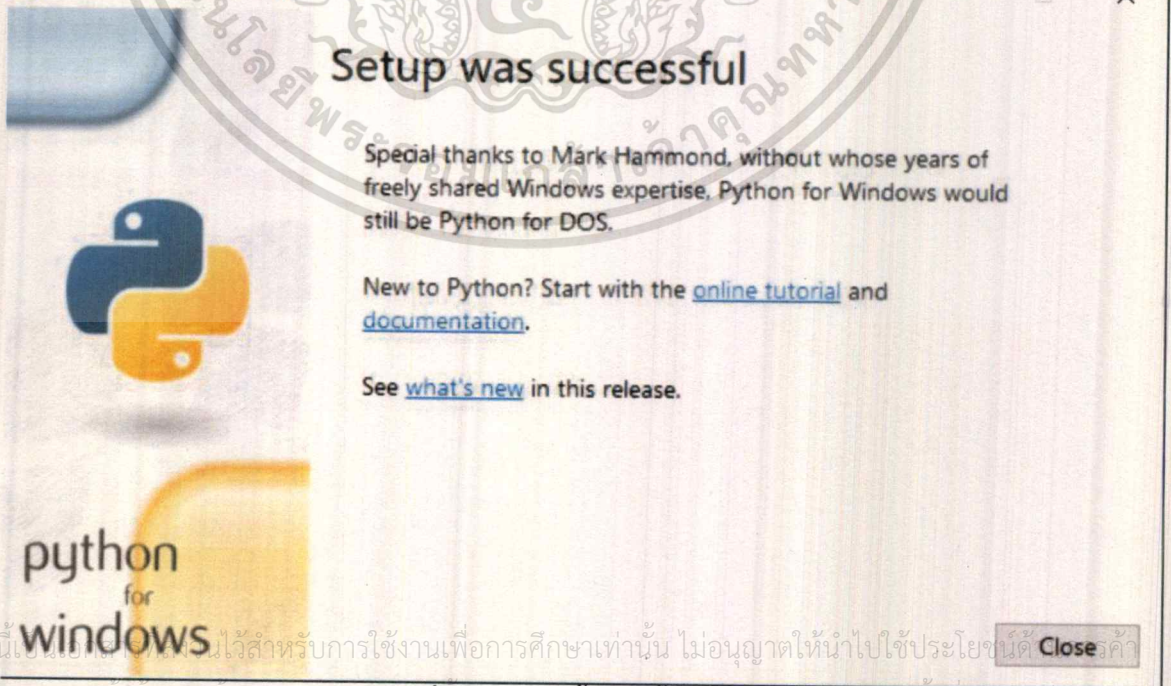 Setup was successful
Special thanks to Mark Hammond, without whose years of
freely shared Windows expertise, Python for Windows would
still be Python for DOS.
New to Python? Start with the online tutorial and
documentation.
See what's new in this release.
python
for
windows
ไว้สำหรับการใช้งานเพื่อการศึกษาเท่านั้น ไม่อนุญาตให้นำไปใช้ประโยชน์
Close